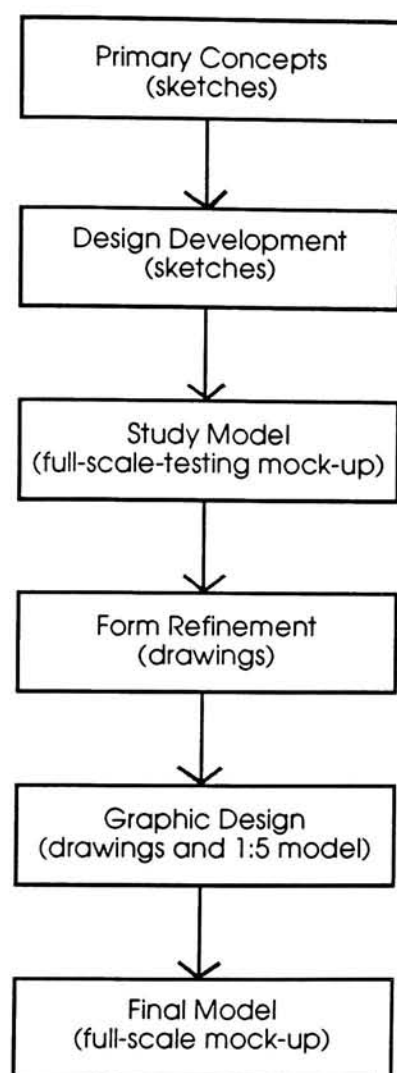 Primary Concepts
(sketches)
Design Development
(sketches)
Study Model
(full-scale-testing mock-up)
Form Refinement
(drawings)
Graphic Design
(drawings and 1:5 model)
Final Model
(full-scale mock-up)